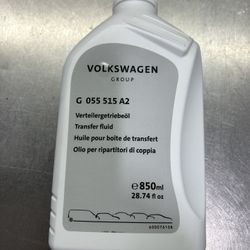 VOLKSWAGEN
GROUP
G 055 515 A2
Verteilergetriebeöl
Transfer fluid
Huile pour boîte de transfert
Olio per ripartitori di coppia
℮850ml
28.74 fl oz